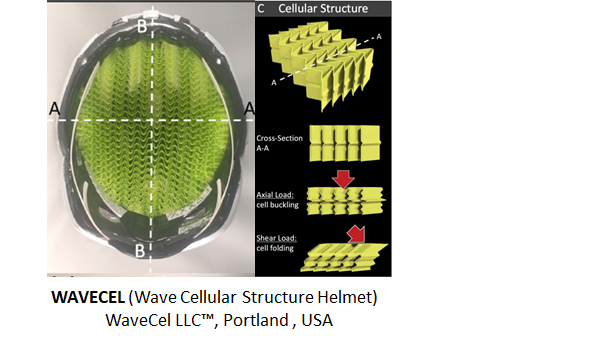 B
A
A
B
C Cellular Structure
A
A
Cross-Section
A-A
Axial Load:
cell buckling
Shear Load:
cell folding
WAVECEL (Wave Cellular Structure Helmet)
WaveCel LLC™, Portland , USA